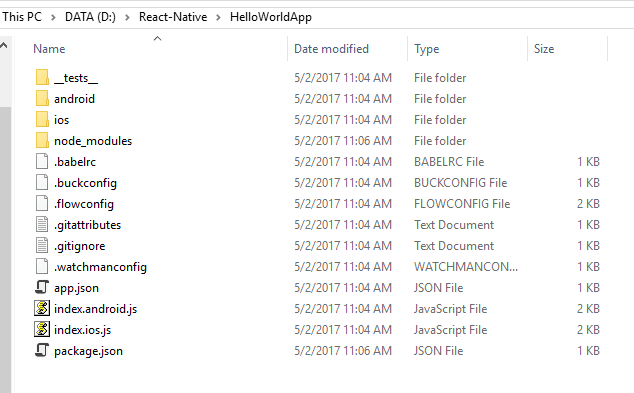 This PC > DATA (D:) > React-Native > HelloWorldApp
Name Date modified Type Size
__tests__ 5/2/2017 11:04 AM File folder
android 5/2/2017 11:04 AM File folder
ios 5/2/2017 11:04 AM File folder
node_modules 5/2/2017 11:06 AM File folder
.babelrc 5/2/2017 11:04 AM BABELRC File 1 KB
.buckconfig 5/2/2017 11:04 AM BUCKCONFIG File 1 KB
.flowconfig 5/2/2017 11:04 AM FLOWCONFIG File 2 KB
.gitattributes 5/2/2017 11:04 AM Text Document 1 KB
.gitignore 5/2/2017 11:04 AM Text Document 1 KB
.watchmanconfig 5/2/2017 11:04 AM WATCHMANCON... 1 KB
app.json 5/2/2017 11:04 AM JSON File 1 KB
index.android.js 5/2/2017 11:04 AM JavaScript File 2 KB
index.ios.js 5/2/2017 11:04 AM JavaScript File 1 KB
package.json 5/2/2017 11:06 AM JSON File 1 KB